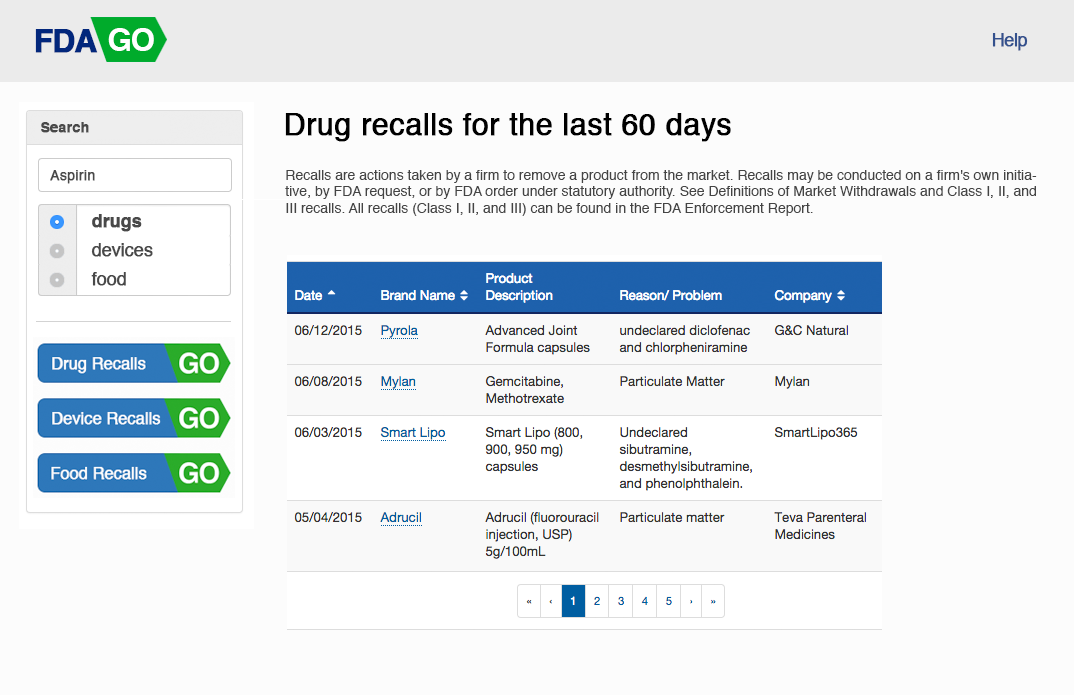 FDA GO
Help
Search
Aspirin
drugs
devices
food
Drug Recalls GO
Device Recalls GO
Food Recalls GO
Drug recalls for the last 60 days
Recalls are actions taken by a firm to remove a product from the market. Recalls may be conducted on a firm's own initia-
tive, by FDA request, or by FDA order under statutory authority. See Definitions of Market Withdrawals and Class I, II, and
III recalls. All recalls (Class I, II, and III) can be found in the FDA Enforcement Report.
Product
Date Brand Name Description Reason/ Problem Company
06/12/2015 Pyrola Advanced Joint undeclared diclofenac G&C Natural
Formula capsules and chlorpheniramine
06/08/2015 Mylan Gemcitabine, Particulate Matter Mylan
Methotrexate
06/03/2015 Smart Lipo Smart Lipo (800, Undeclared SmartLipo365
900, 950 mg) sibutramine,
capsules desmethylsibutramine,
and phenolphthalein.
05/04/2015 Adrucil Adrucil (fluorouracil Particulate matter Teva Parenteral
injection, USP) Medicines
5g/100mL
« ‹ 1 2 3 4 5 › »